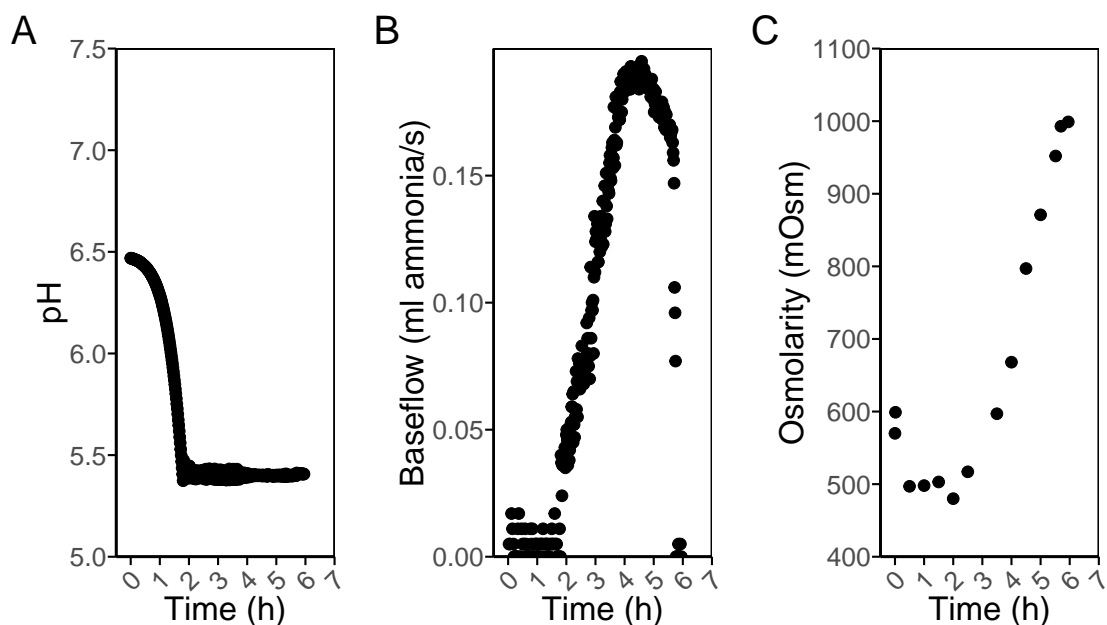 A
B
C
pH
7.5
7.0
6.5
6.0
5.5
5.0
0 1 2 3 4 5 6 7
Time (h)
Baseflow (ml ammonia/s)
0.15
0.10
0.05
0.00
0 1 2 3 4 5 6 7
Time (h)
Osmolarity (mOsm)
1100
1000
900
800
700
600
500
400
0 1 2 3 4 5 6 7
Time (h)